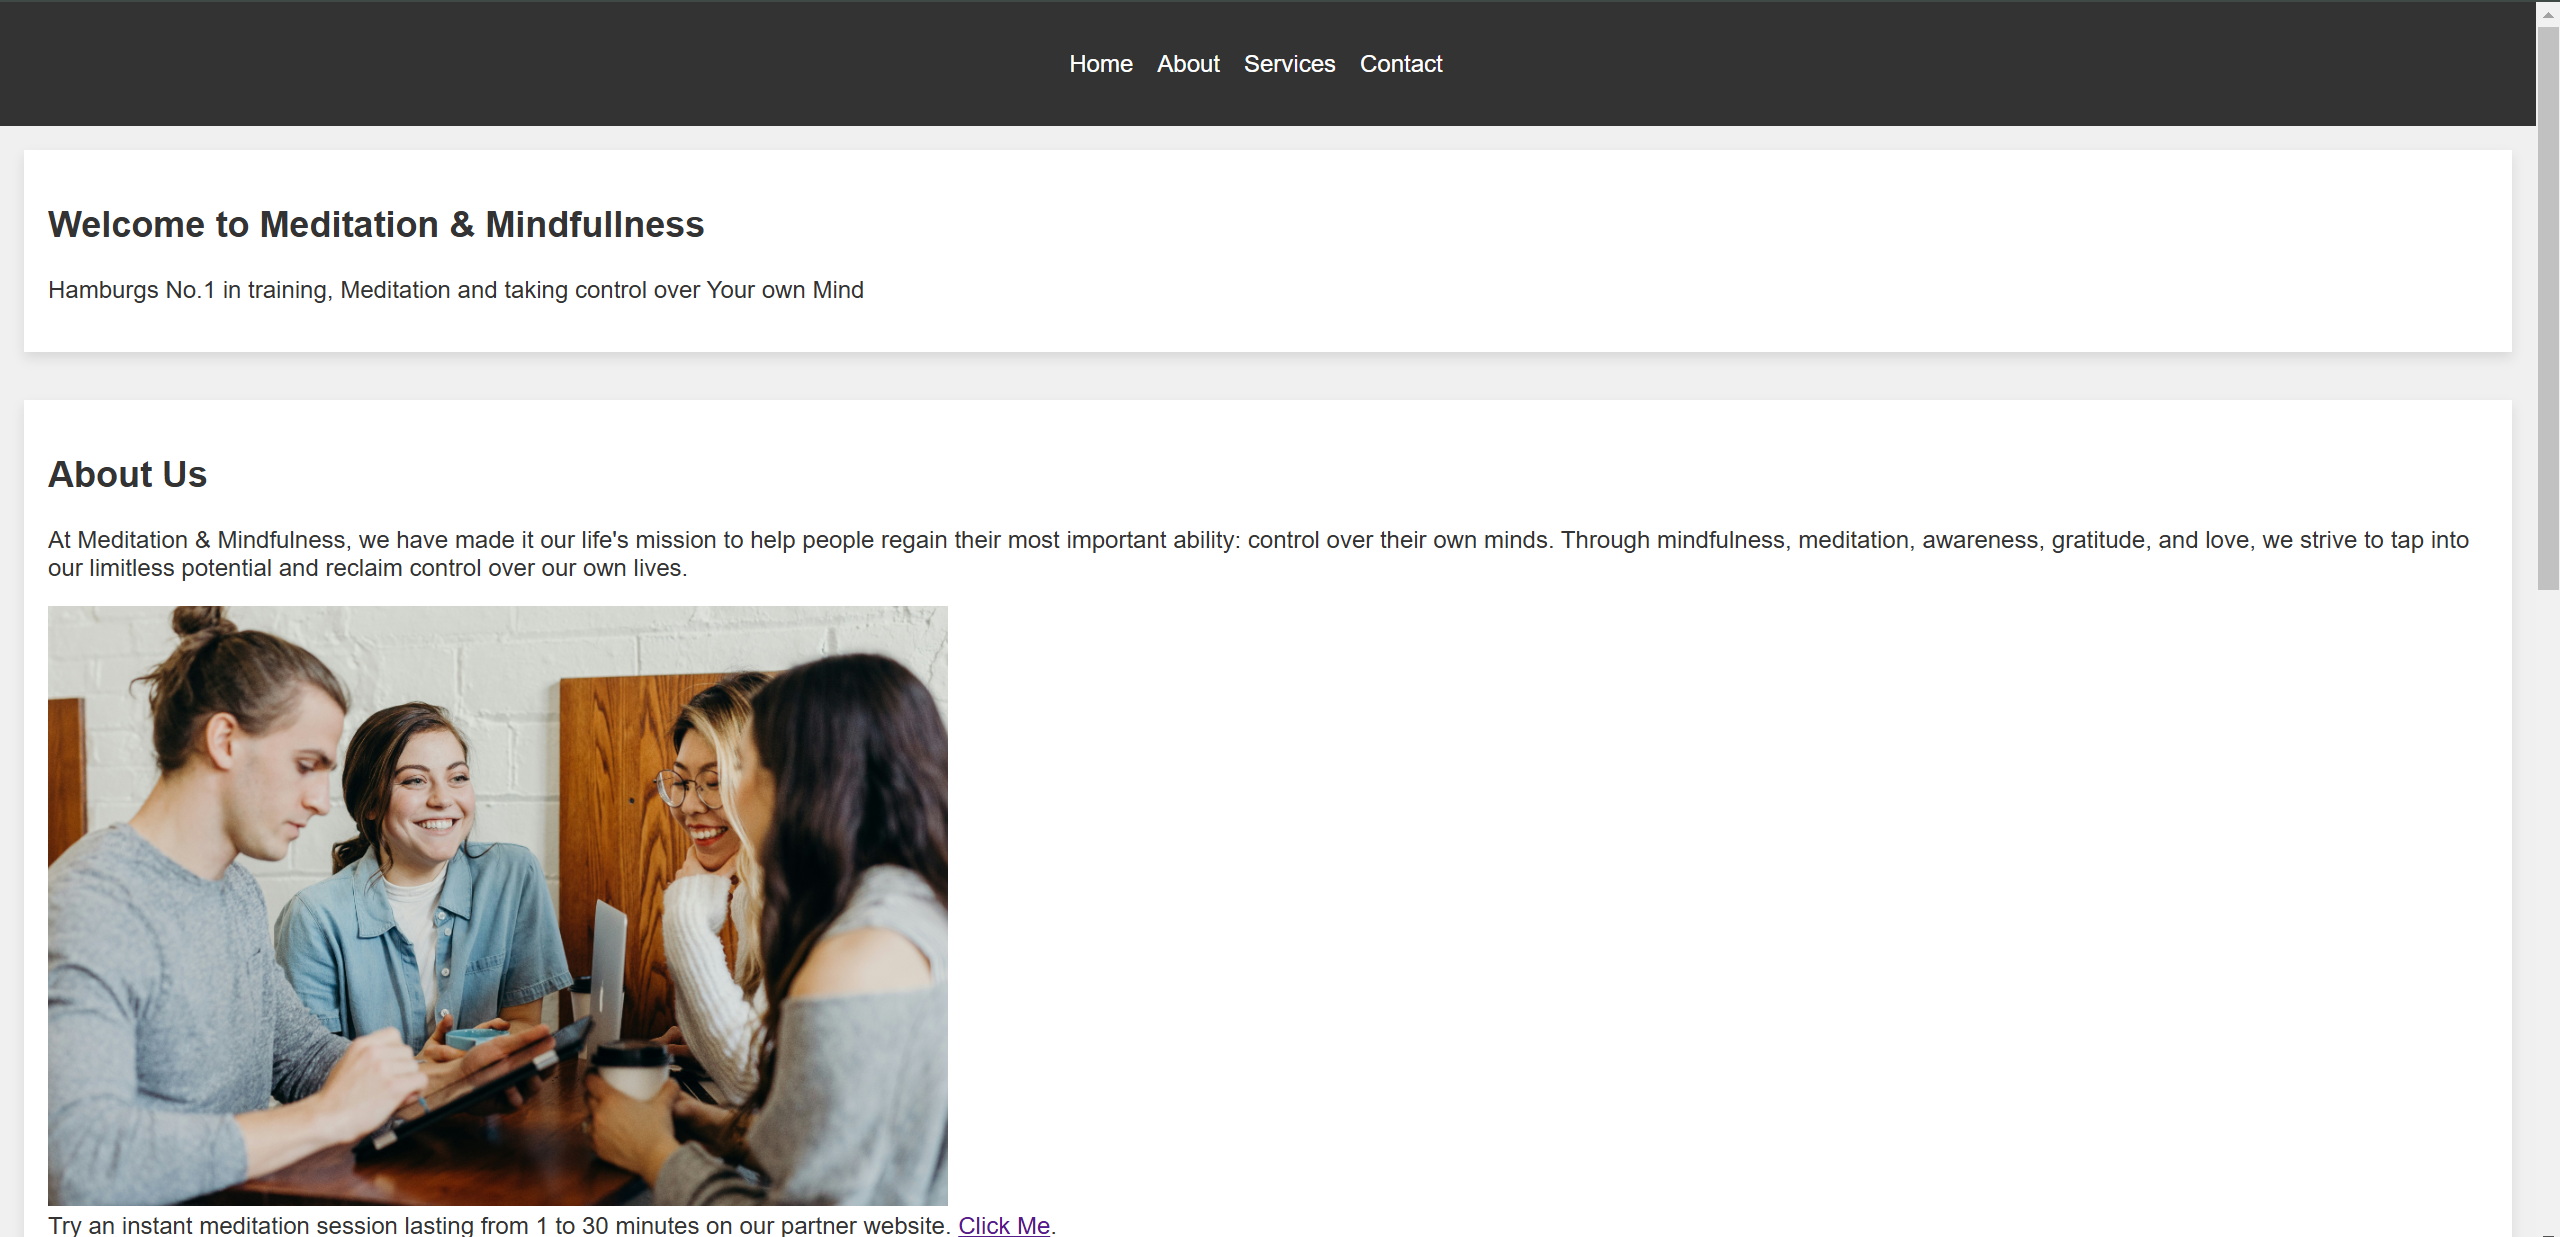 Home About Services Contact
Welcome to Meditation & Mindfullness
Hamburgs No.1 in training, Meditation and taking control over Your own Mind
About Us
At Meditation & Mindfulness, we have made it our life's mission to help people regain their most important ability: control over their own minds. Through mindfulness, meditation, awareness, gratitude, and love, we strive to tap into
our limitless potential and reclaim control over our own lives.
Try an instant meditation session lasting from 1 to 30 minutes on our partner website. Click Me.